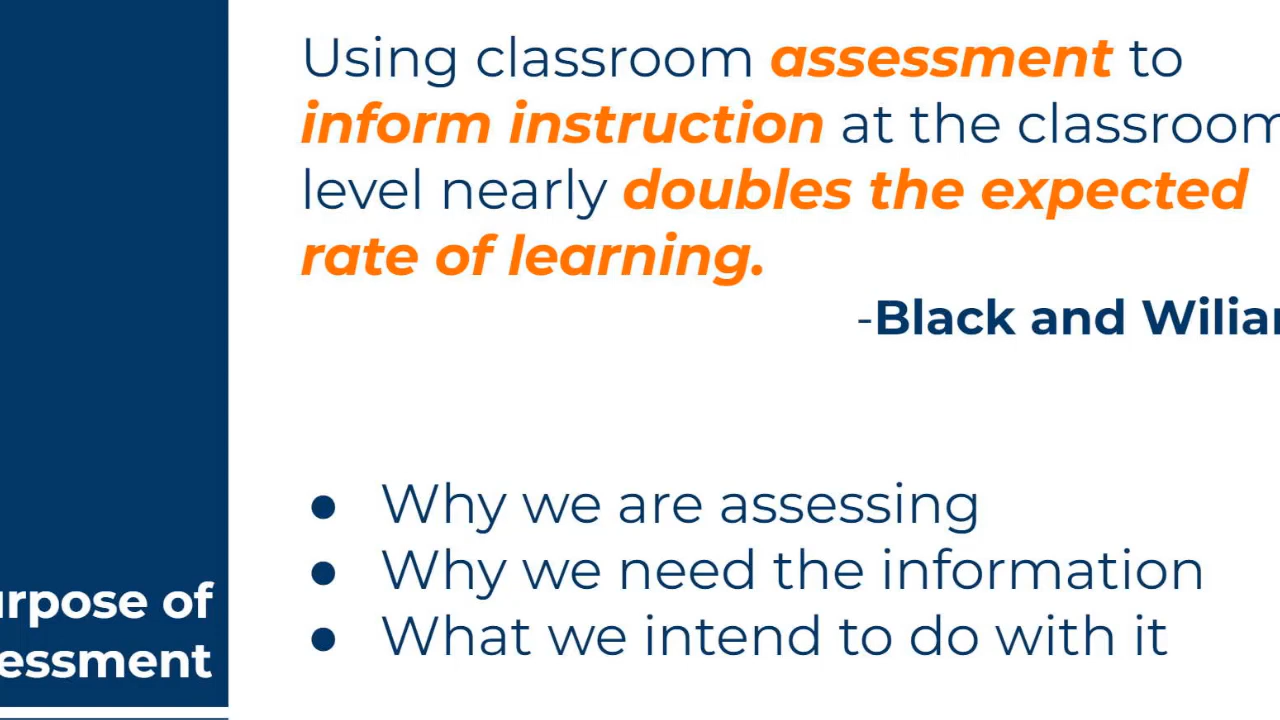 Using classroom assessment to
inform instruction at the classroom
level nearly doubles the expected
rate of learning.
-Black and Wiliam
● Why we are assessing
● Why we need the information
● What we intend to do with it
urpose of
essment